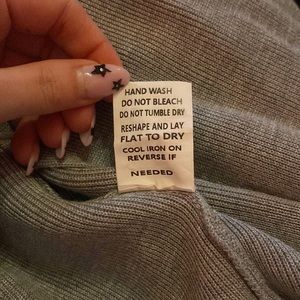 HAND WASH
DO NOT BLEACH
DO NOT TUMBLE DRY
RESHAPE AND LAY
FLAT TO DRY
COOL IRON ON
REVERSE IF
NEEDED